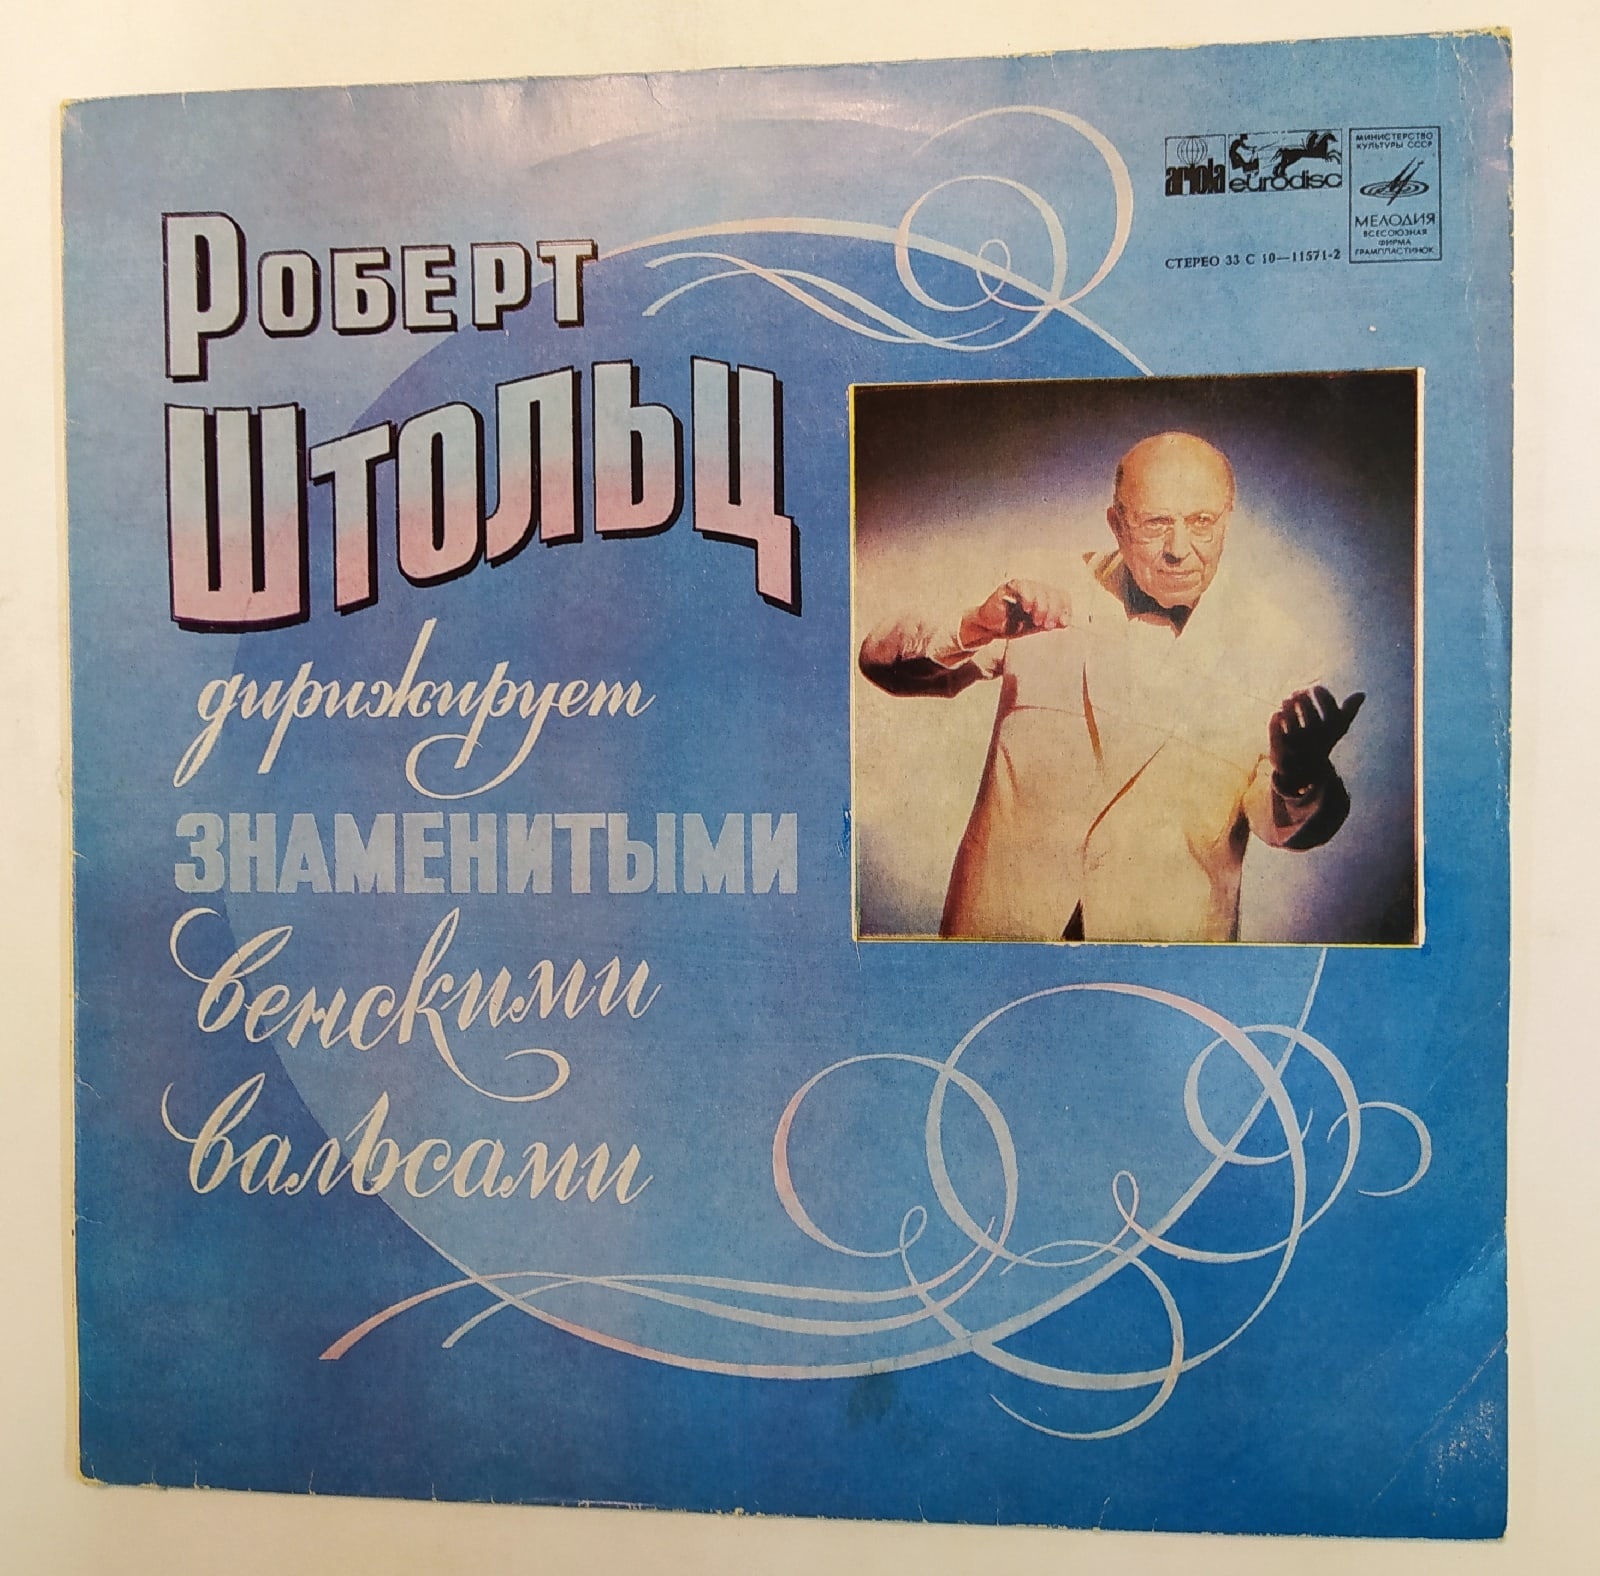 ariola
eurodisc
МИНИСТЕРСТВО
КУЛЬТУРЫ СССР
МЕЛОДИЯ
ВСЕСОЮЗНАЯ
ФИРМА
ГРАМПЛАСТИНОК
СТЕРЕО 33 С 10—11571-2
РОБЕРТ
ШТОЛЬЦ
дирижирует
ЗНАМЕНИТЫМИ
венскими
вальсами